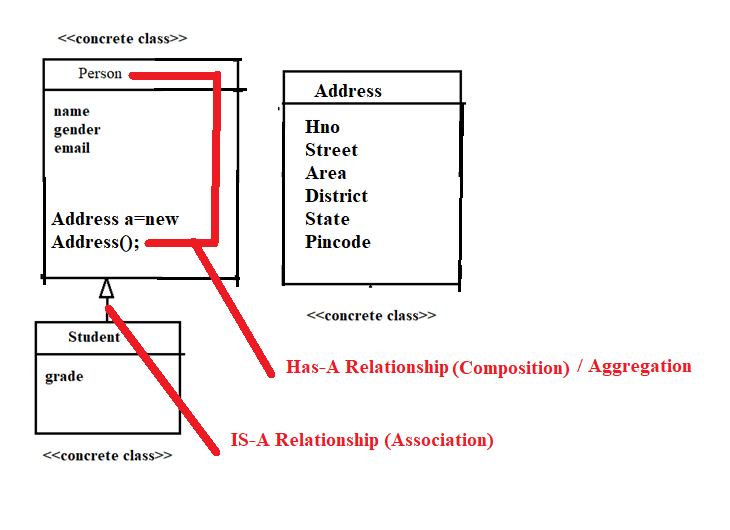 <<concrete class>>
Person
name
gender
email
Address a=new
Address();
Address
Hno
Street
Area
District
State
Pincode
<<concrete class>>
Student
grade
<<concrete class>>
Has-A Relationship (Composition) / Aggregation
IS-A Relationship (Association)